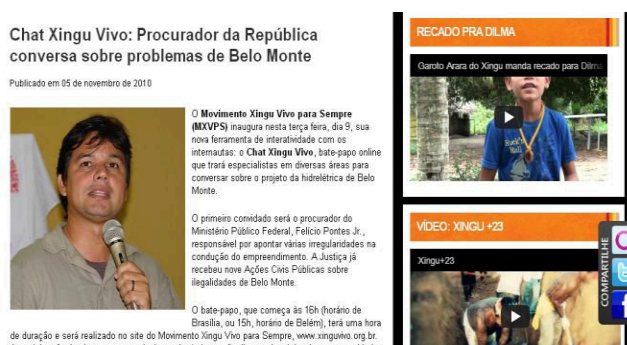 Chat Xingu Vivo: Procurador da República
conversa sobre problemas de Belo Monte
Publicado em 05 de novembro de 2010
O Movimento Xingu Vivo para Sempre
(MXVPS) inaugura nesta terça feira, dia 9, sua
nova ferramenta de interatividade com os
internautas: o Chat Xingu Vivo, bate-papo online
que trará especialistas em diversas áreas para
conversar sobre o projeto da hidrelétrica de Belo
Monte.
O primeiro convidado será o procurador do
Ministério Público Federal, Felício Pontes Jr.,
responsável por apontar várias irregularidades na
condução do empreendimento. A Justiça já
recebeu nove Ações Civis Públicas sobre
ilegalidades de Belo Monte.
O bate-papo, que começa às 16h (horário de
Brasília, ou 15h, horário de Belém), terá uma hora
de duração e será realizado no site do Movimento Xingu Vivo para Sempre, www.xinguvivo.org.br.
RECADO PRA DILMA
Garoto Arara do Xingu manda recado para Dilma
Rock'n
Roll
VÍDEO: XINGU +23
Xingu+23
COMPARTILHE